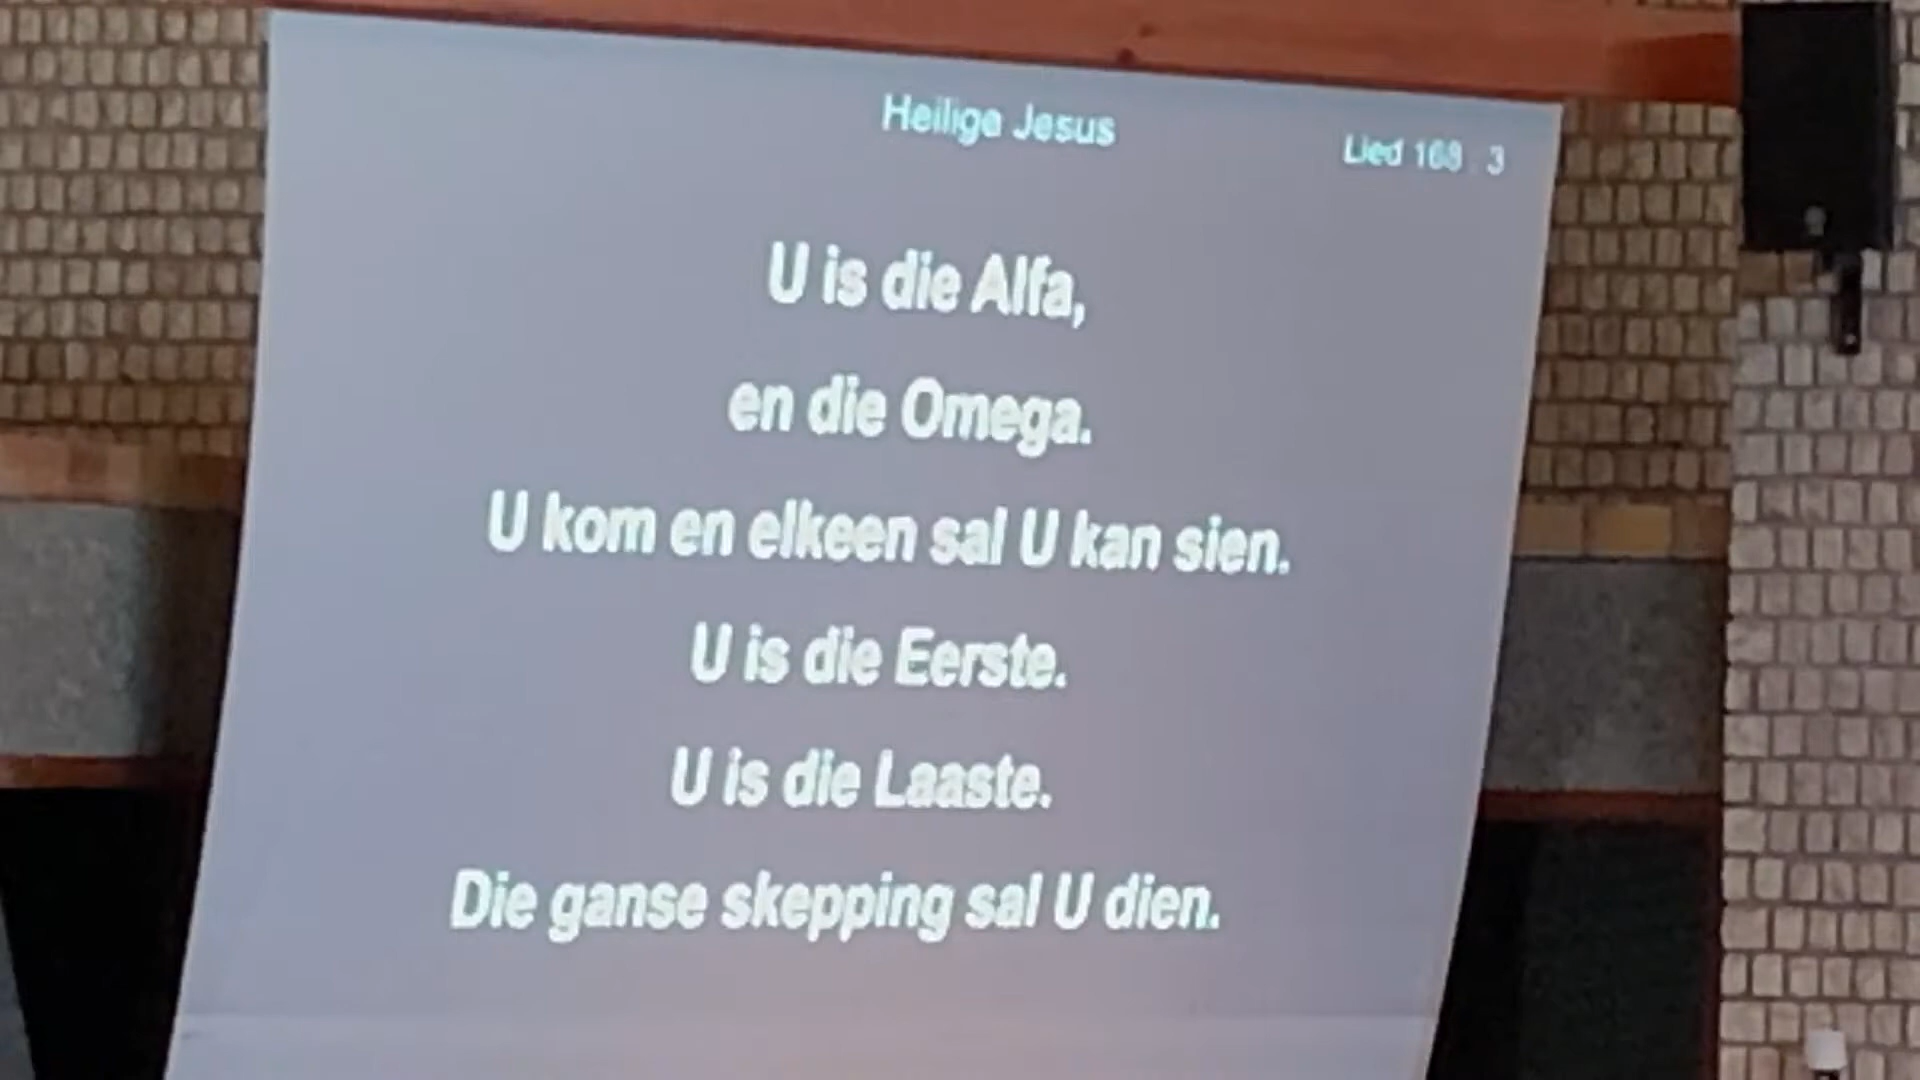 Heilige Jesus
Lied 168 . 3
U is die Alfa,
en die Omega.
U kom en elkeen sal U kan sien.
U is die Eerste.
U is die Laaste.
Die ganse skepping sal U dien.